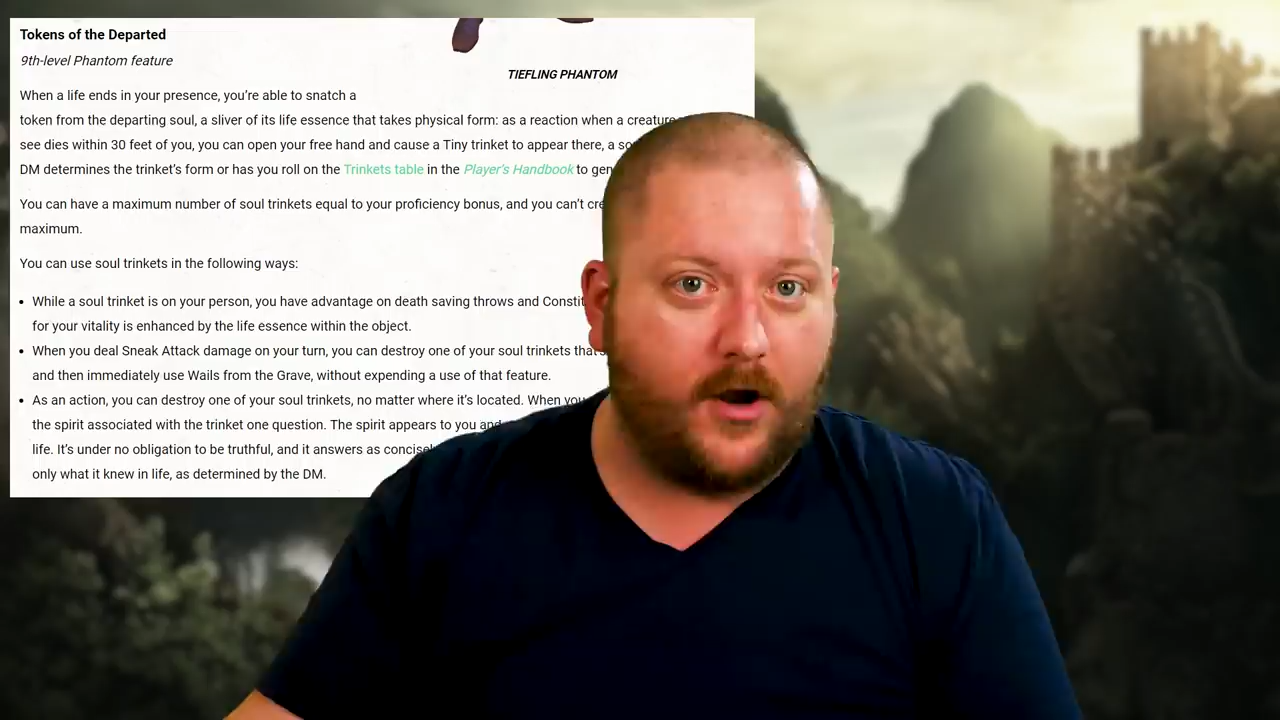 Tokens of the Departed
9th-level Phantom feature
TIEFLING PHANTOM
When a life ends in your presence, you're able to snatch a
token from the departing soul, a sliver of its life essence that takes physical form: as a reaction when a creature
see dies within 30 feet of you, you can open your free hand and cause a Tiny trinket to appear there, a
DM determines the trinket's form or has you roll on the Trinkets table in the Player's Handbook to
You can have a maximum number of soul trinkets equal to your proficiency bonus, and you can't
maximum.
You can use soul trinkets in the following ways:
• While a soul trinket is on your person, you have advantage on death saving throws and
for your vitality is enhanced by the life essence within the object.
• When you deal Sneak Attack damage on your turn, you can destroy one of your soul trinkets that's
and then immediately use Wails from the Grave, without expending a use of that feature.
• As an action, you can destroy one of your soul trinkets, no matter where it's located. When you
the spirit associated with the trinket one question. The spirit appears to you and
life. It's under no obligation to be truthful, and it answers as
only what it knew in life, as determined by the DM.